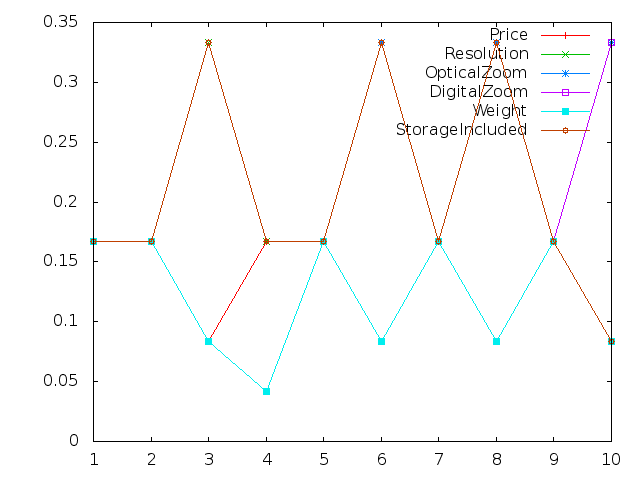 0.35
0.3
0.25
0.2
0.15
0.1
0.05
0
1 2 3 4 5 6 7 8 9 10
Price
Resolution
OpticalZoom
DigitalZoom
Weight
StorageIncluded